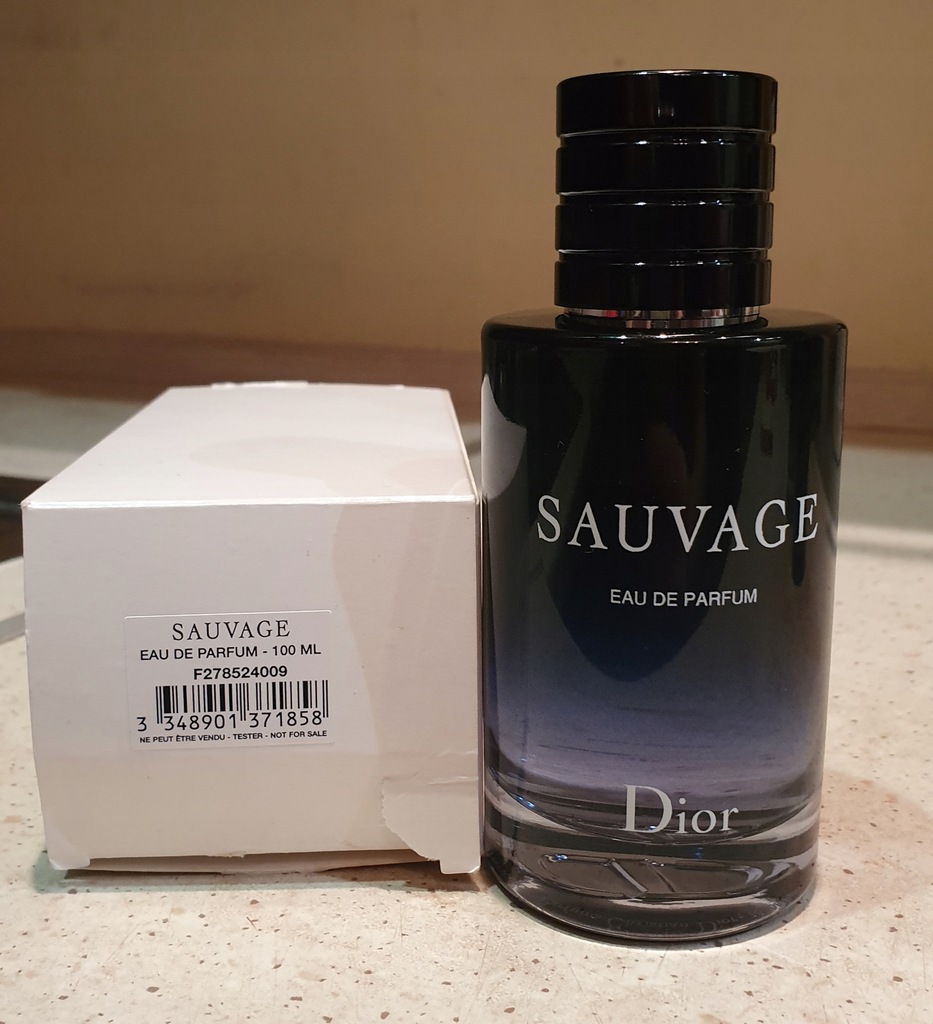 SAUVAGE
EAU DE PARFUM - 100 ML
F278524009
3 348901 371858
NE PEUT ÊTRE VENDU - TESTER - NOT FOR SALE
SAUVAGE
EAU DE PARFUM
Dior